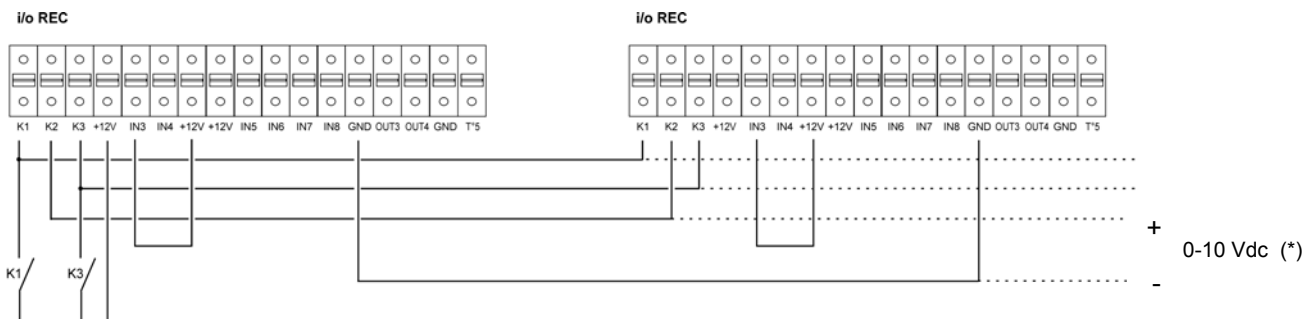 i/o REC
i/o REC
K1 K2 K3 +12V IN3 IN4 +12V +12V IN5 IN6 IN7 IN8 GND OUT3 OUT4 GND T°5
K1 K2 K3 +12V IN3 IN4 +12V +12V IN5 IN6 IN7 IN8 GND OUT3 OUT4 GND T°5
+
0-10 Vdc (*)
-
K1
K3